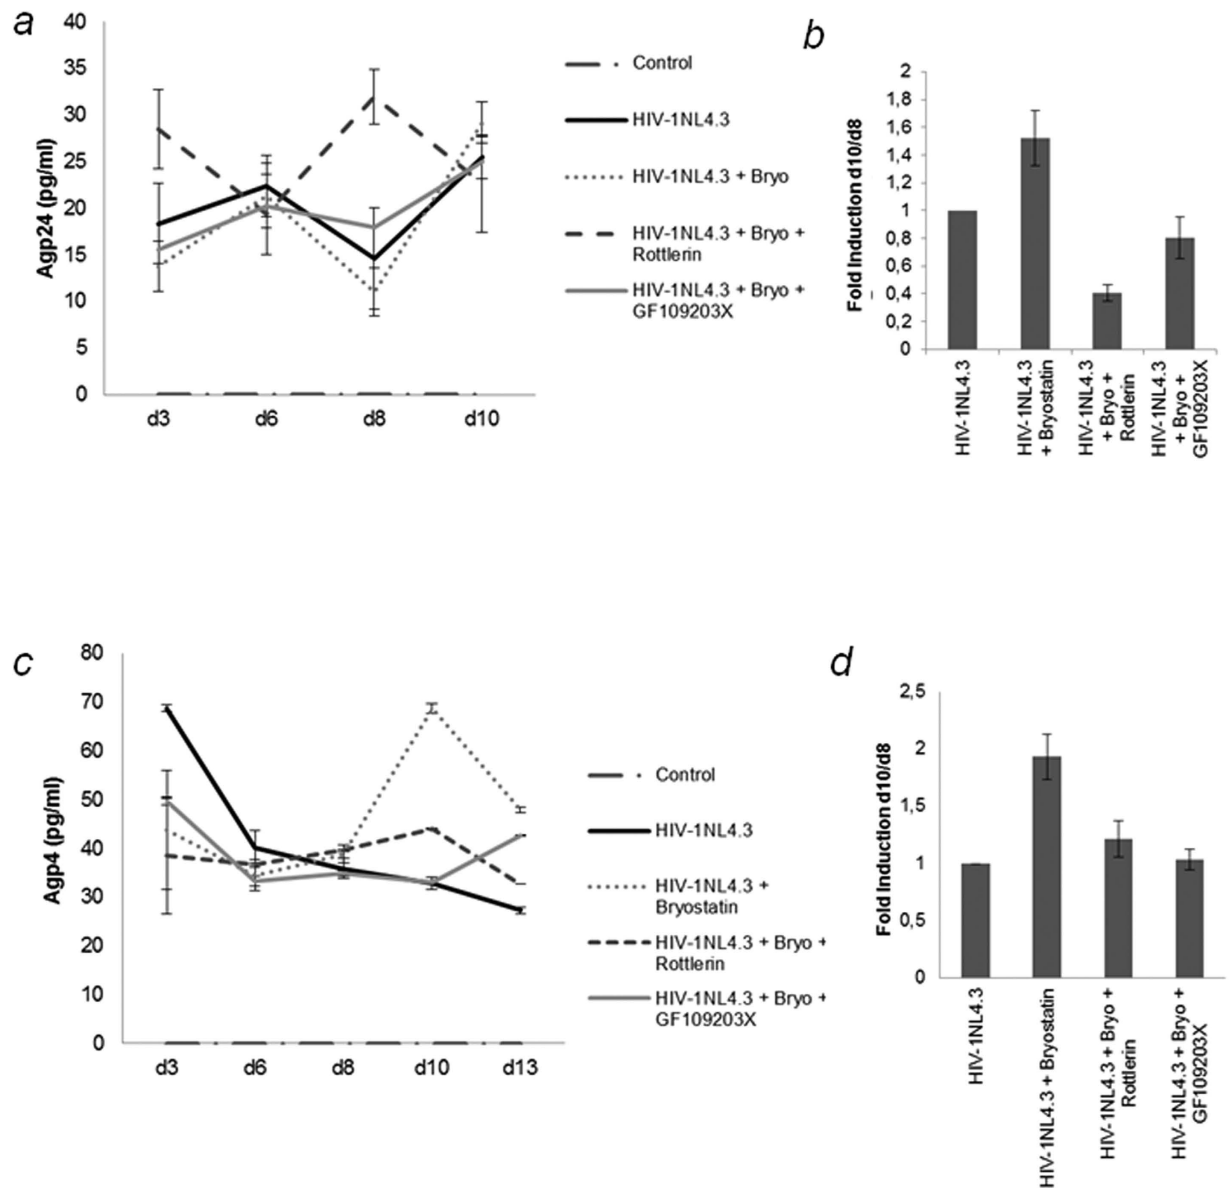 a
40
35
30
25
20
15
10
5
0
Agp24 (pg/ml)
d3
d6
d8
d10
Control
HIV-1NL4.3
HIV-1NL4.3 + Bryo
HIV-1NL4.3 + Bryo +
Rottlerin
HIV-1NL4.3 + Bryo +
GF109203X
b
2
1,8
1,6
1,4
1,2
1
0,8
0,6
0,4
0,2
0
Fold Induction d10/d8
HIV-1NL4.3
HIV-1NL4.3
+ Bryostatin
HIV-1NL4.3
+ Bryo +
Rottlerin
HIV-1NL4.3
+ Bryo +
GF109203X
c
80
70
60
50
40
30
20
10
0
Agp4 (pg/ml)
d3
d6
d8
d10
d13
Control
HIV-1NL4.3
HIV-1NL4.3 +
Bryostatin
HIV-1NL4.3 + Bryo +
Rottlerin
HIV-1NL4.3 + Bryo +
GF109203X
d
2,5
2
1,5
1
0,5
0
Fold Induction d10/d8
HIV-1NL4.3
HIV-1NL4.3 + Bryostatin
HIV-1NL4.3 + Bryo +
Rottlerin
HIV-1NL4.3 + Bryo +
GF109203X